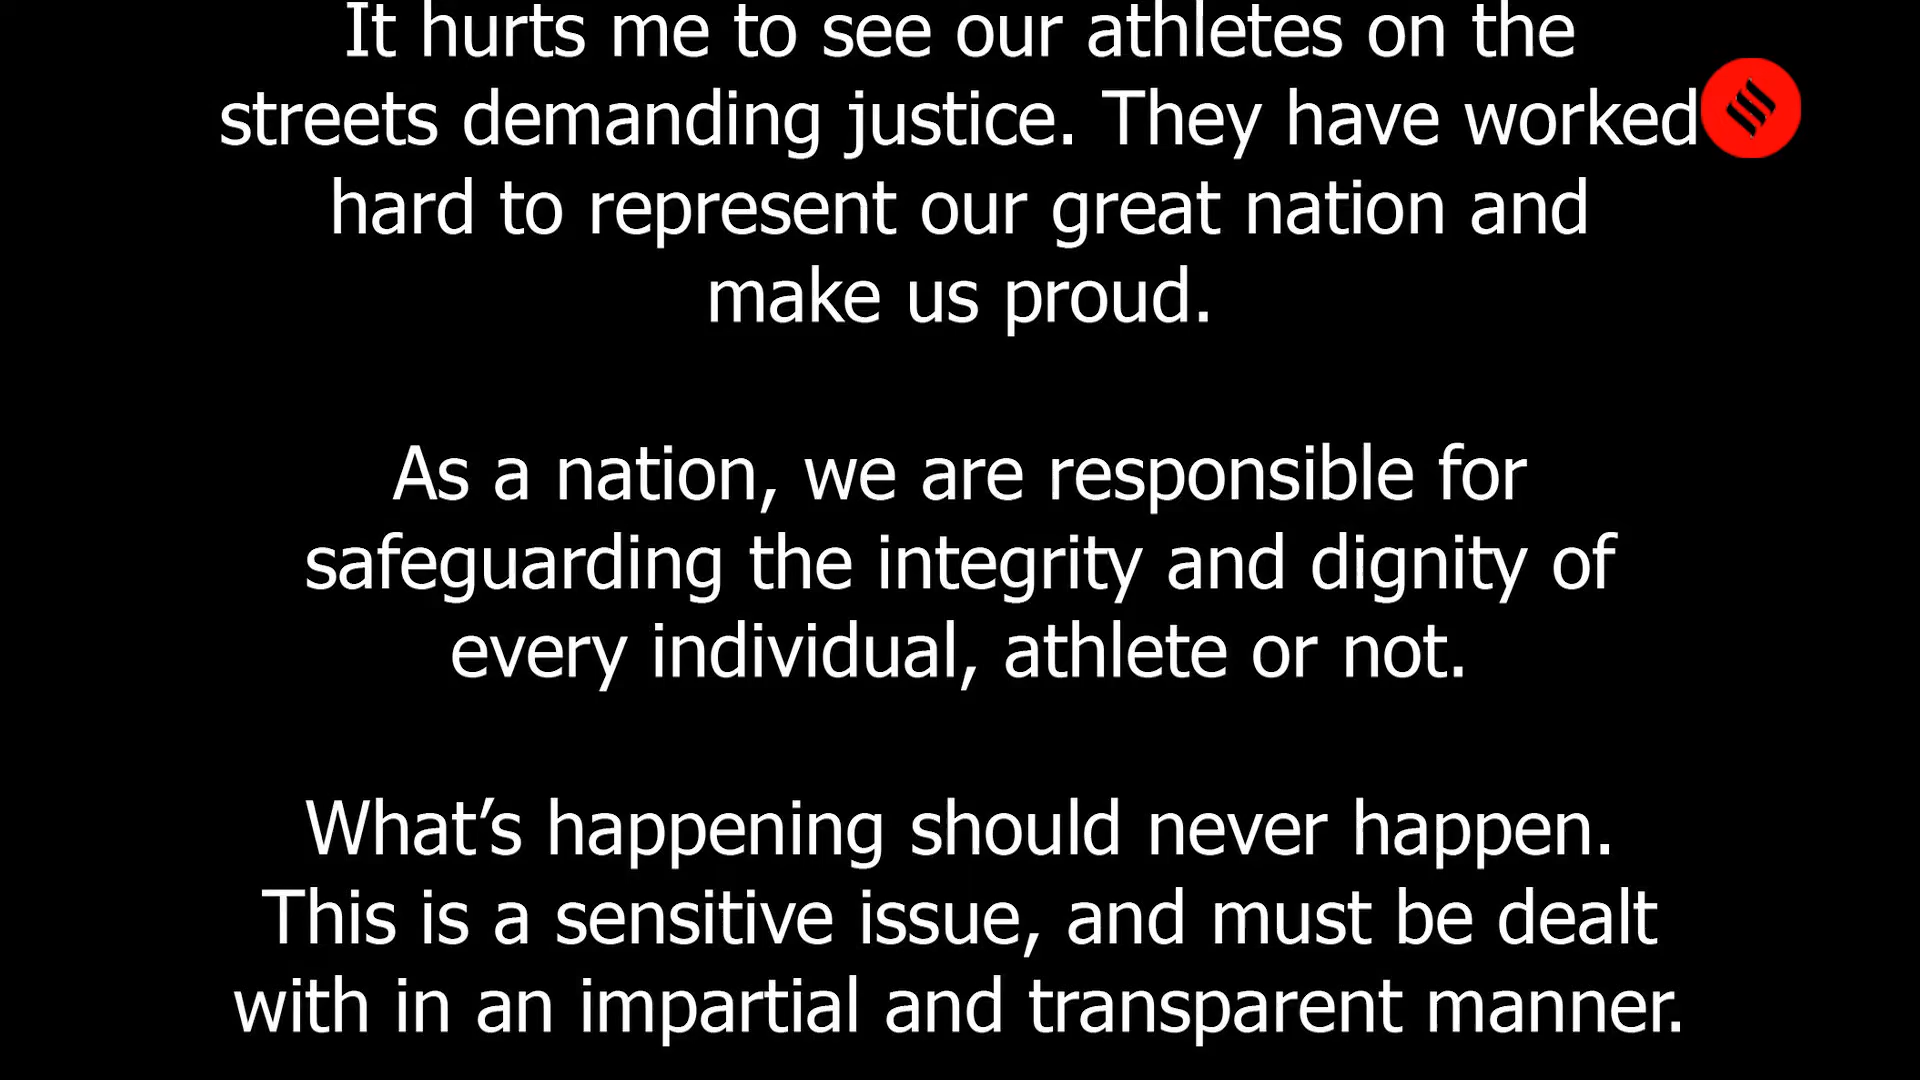 It hurts me to see our athletes on the
streets demanding justice. They have worked
hard to represent our great nation and
make us proud.
As a nation, we are responsible for
safeguarding the integrity and dignity of
every individual, athlete or not.
What’s happening should never happen.
This is a sensitive issue, and must be dealt
with in an impartial and transparent manner.